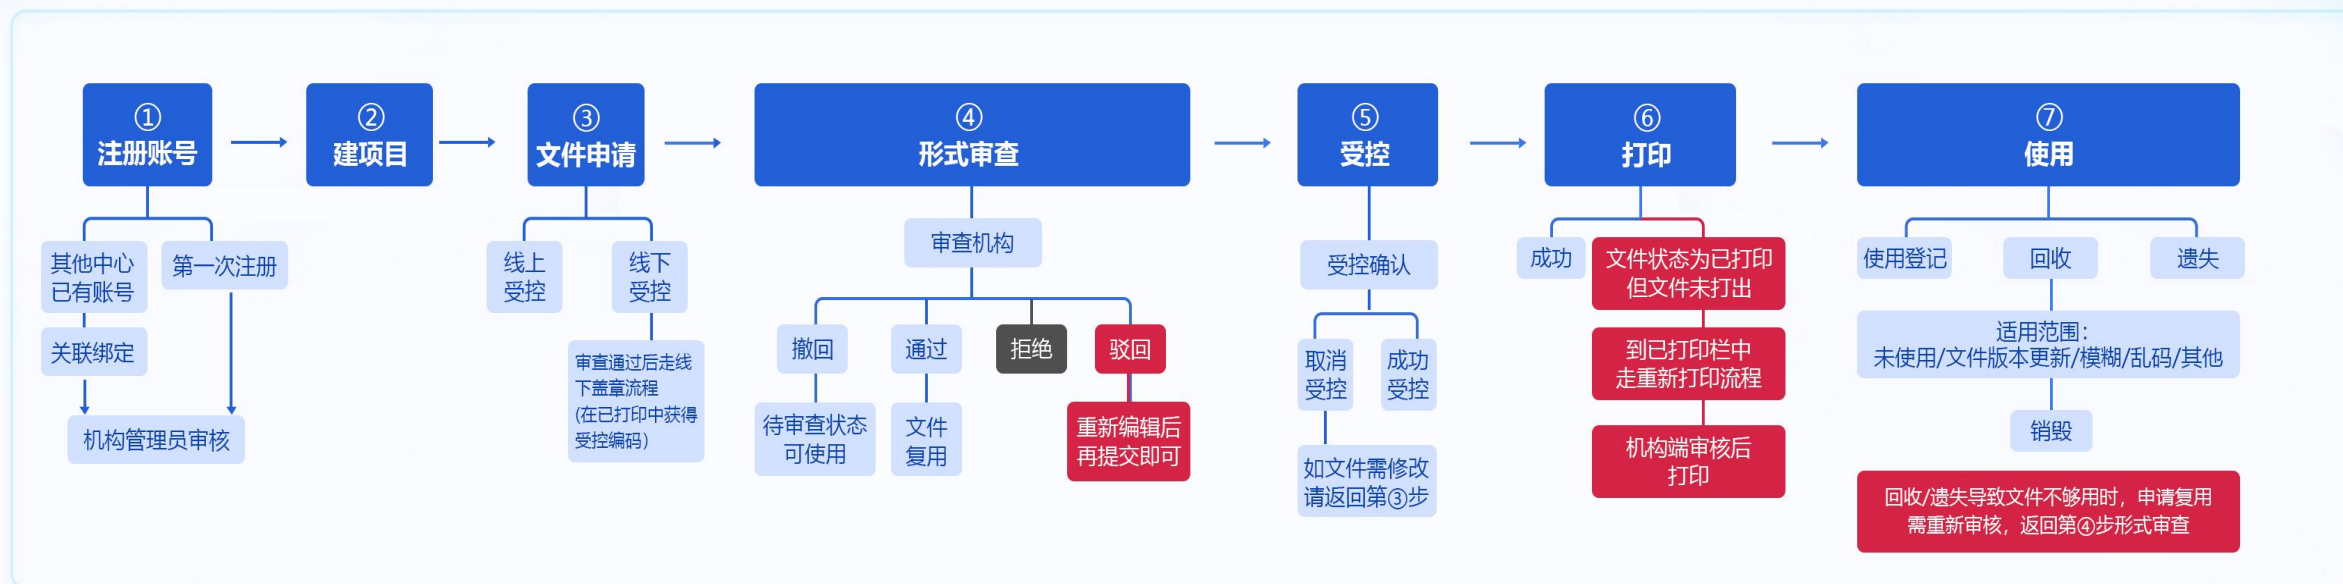 ①
注册账号
其他中心
已有账号
第一次注册
关联绑定
机构管理员审核
②
建项目
③
文件申请
线上
受控
线下
受控
审查通过后走线
下盖章流程
(在已打印中获得
受控编码)
④
形式审查
审查机构
撤回
通过
拒绝
驳回
待审查状态
可使用
文件
复用
重新编辑后
再提交即可
⑤
受控
受控确认
取消
受控
成功
受控
如文件需修改
请返回第③步
⑥
打印
成功
文件状态为已打印
但文件未打出
到已打印栏中
走重新打印流程
机构端审核后
打印
⑦
使用
使用登记
回收
遗失
适用范围：
未使用/文件版本更新/模糊/乱码/其他
销毁
回收/遗失导致文件不够用时，申请复用
需重新审核，返回第④步形式审查